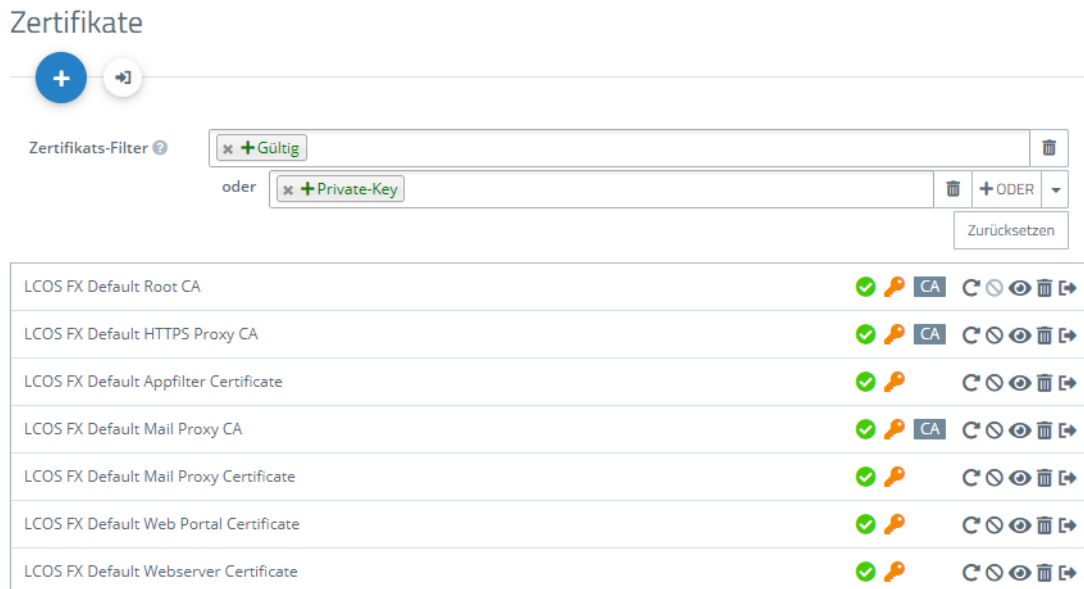 Zertifikate
Zertifikats-Filter ? × +Gültig
oder × +Private-Key + ODER
Zurücksetzen
LCOS FX Default Root CA CA
LCOS FX Default HTTPS Proxy CA CA
LCOS FX Default Appfilter Certificate
LCOS FX Default Mail Proxy CA CA
LCOS FX Default Mail Proxy Certificate
LCOS FX Default Web Portal Certificate
LCOS FX Default Webserver Certificate